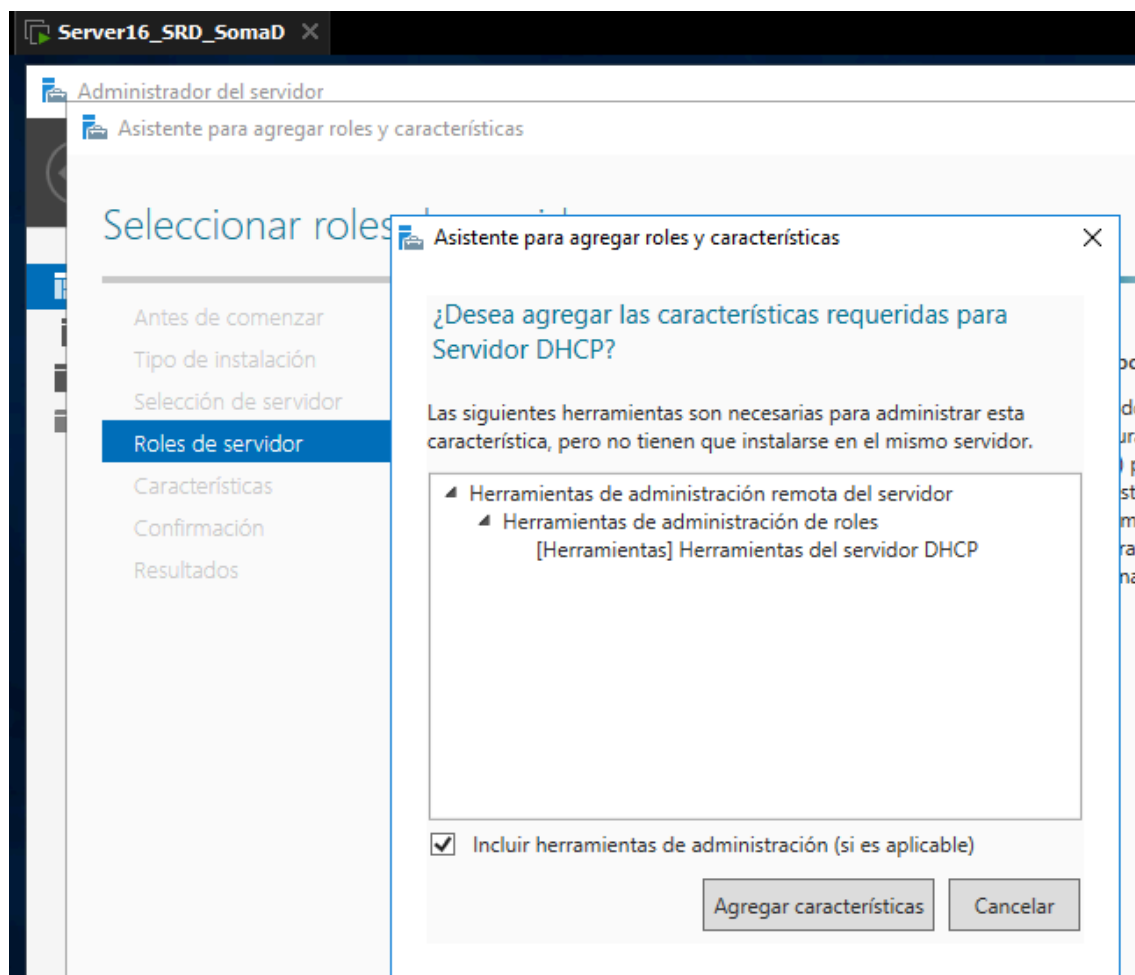 Server16_SRD_SomaD
Administrador del servidor
Asistente para agregar roles y características
Seleccionar roles
Asistente para agregar roles y características
Antes de comenzar
Tipo de instalación
Selección de servidor
Roles de servidor
Características
Confirmación
Resultados
¿Desea agregar las características requeridas para
Servidor DHCP?
Las siguientes herramientas son necesarias para administrar esta
característica, pero no tienen que instalarse en el mismo servidor.
Herramientas de administración remota del servidor
Herramientas de administración de roles
[Herramientas] Herramientas del servidor DHCP
Incluir herramientas de administración (si es aplicable)
Agregar características
Cancelar